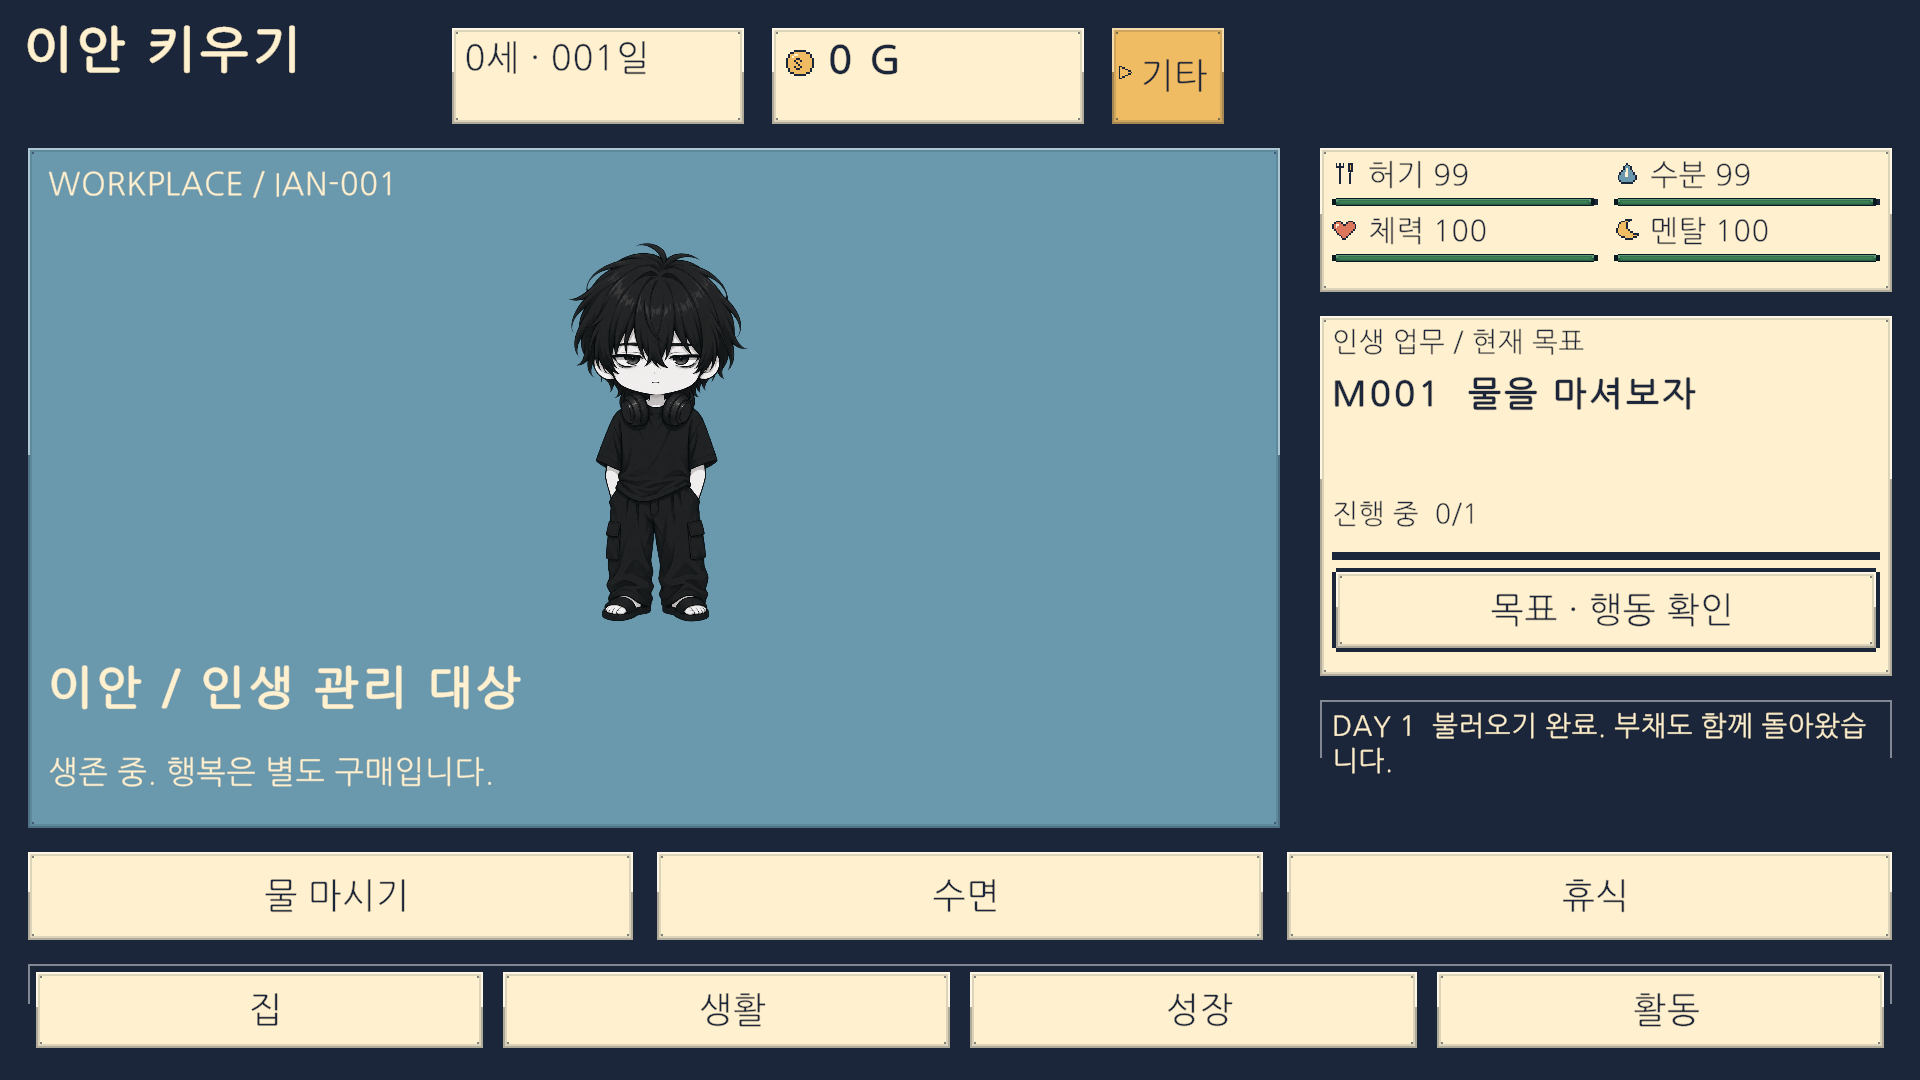 이안 키우기
0세 · 001일
0 G
기타
WORKPLACE / IAN-001
허기 99
수분 99
체력 100
멘탈 100
인생 업무 / 현재 목표
M001 물을 마셔보자
진행 중 0/1
목표 · 행동 확인
이안 / 인생 관리 대상
생존 중. 행복은 별도 구매입니다.
DAY 1 불러오기 완료. 부채도 함께 돌아왔습
니다.
물 마시기
수면
휴식
집
생활
성장
활동